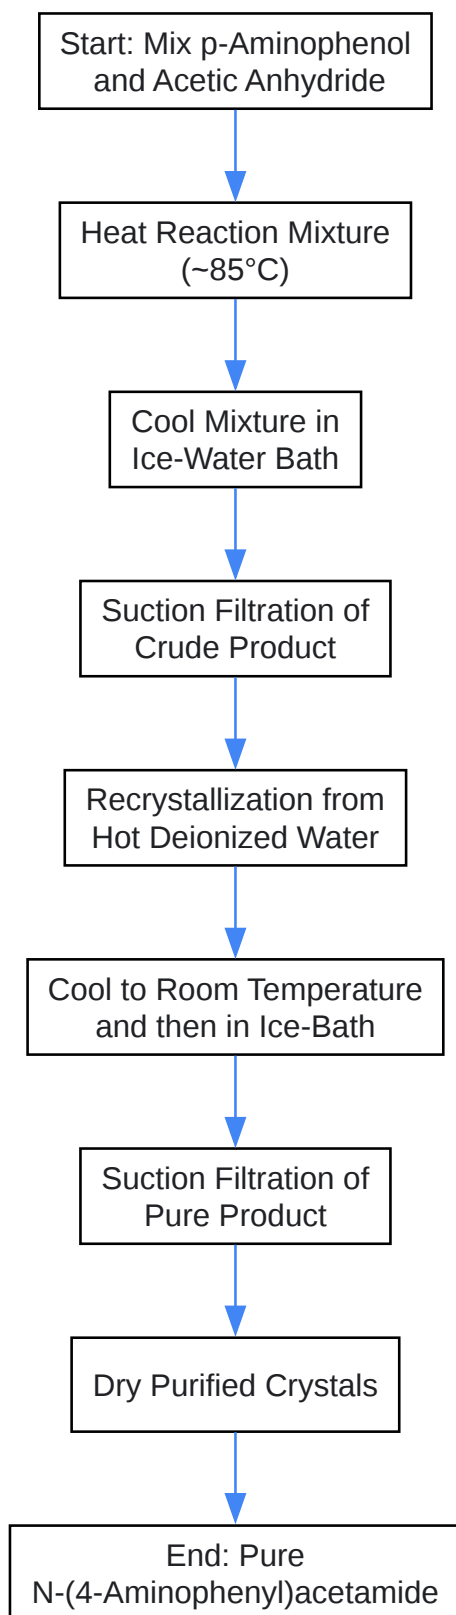 Start: Mix p-Aminophenol
and Acetic Anhydride
Heat Reaction Mixture
(~85°C)
Cool Mixture in
Ice-Water Bath
Suction Filtration of
Crude Product
Recrystallization from
Hot Deionized Water
Cool to Room Temperature
and then in Ice-Bath
Suction Filtration of
Pure Product
Dry Purified Crystals
End: Pure
N-(4-Aminophenyl)acetamide